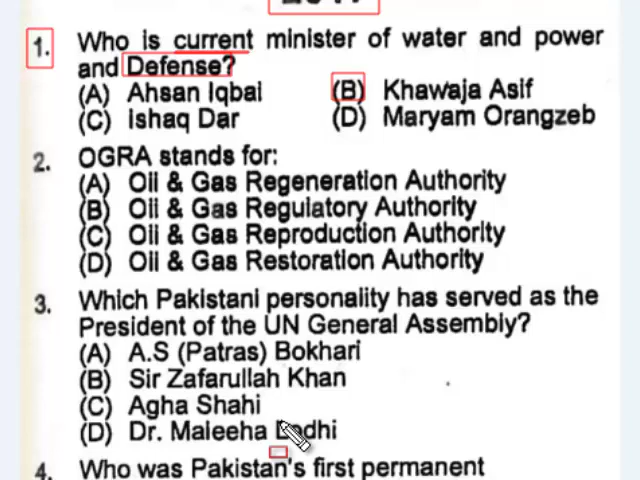 1. Who is current minister of water and power
and Defense?
(A) Ahsan Iqbal (B) Khawaja Asif
(C) Ishaq Dar (D) Maryam Orangzeb
2. OGRA stands for:
(A) Oil & Gas Regeneration Authority
(B) Oil & Gas Regulatory Authority
(C) Oil & Gas Reproduction Authority
(D) Oil & Gas Restoration Authority
3. Which Pakistani personality has served as the
President of the UN General Assembly?
(A) A.S (Patras) Bokhari
(B) Sir Zafarullah Khan
(C) Agha Shahi
(D) Dr. Maleeha Lodhi
4. Who was Pakistan's first permanent